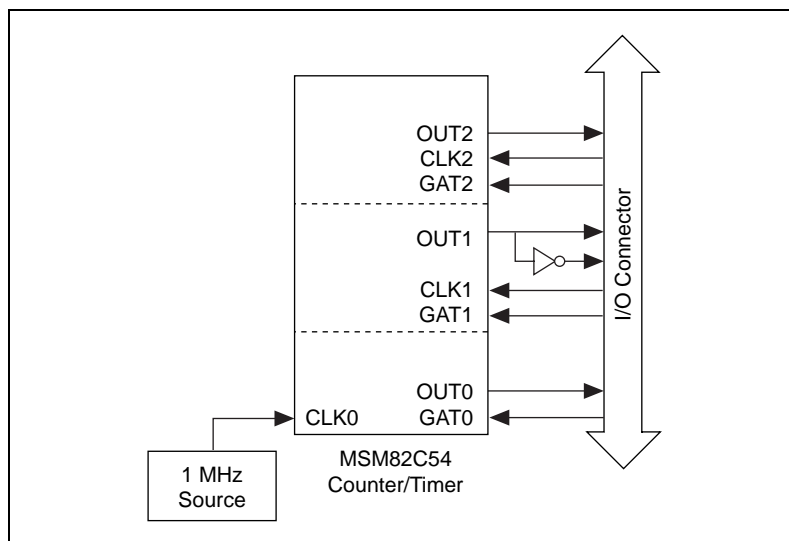 OUT2
CLK2
GAT2
OUT1
CLK1
GAT1
OUT0
CLK0 GAT0
I/O Connector
MSM82C54
Counter/Timer
1 MHz
Source